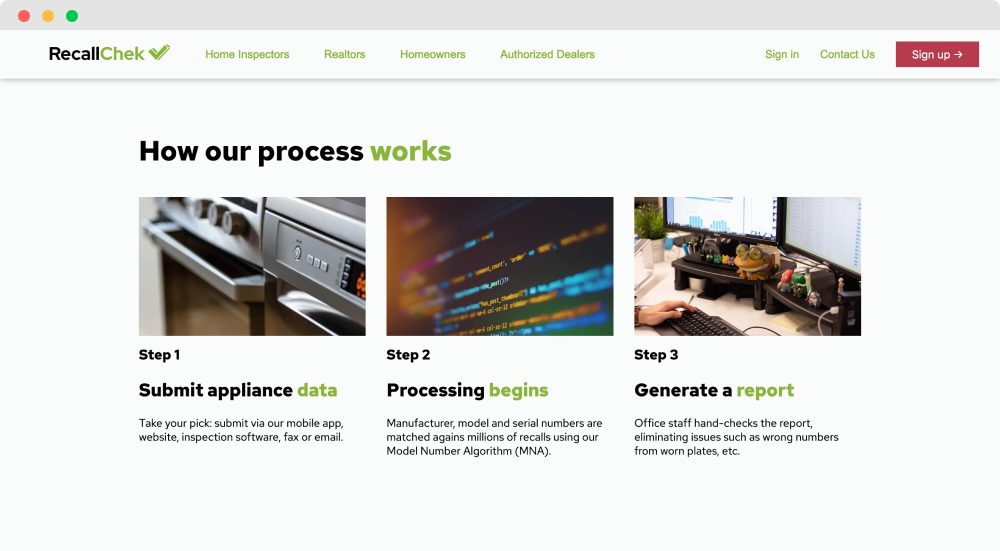 RecallChek
Home Inspectors
Realtors
Homeowners
Authorized Dealers
Sign in
Contact Us
Sign up →
How our process works
Step 1
Submit appliance data
Take your pick: submit via our mobile app,
website, inspection software, fax or email.
Step 2
Processing begins
Manufacturer, model and serial numbers are
matched agains millions of recalls using our
Model Number Algorithm (MNA).
Step 3
Generate a report
Office staff hand-checks the report,
eliminating issues such as wrong numbers
from worn plates, etc.